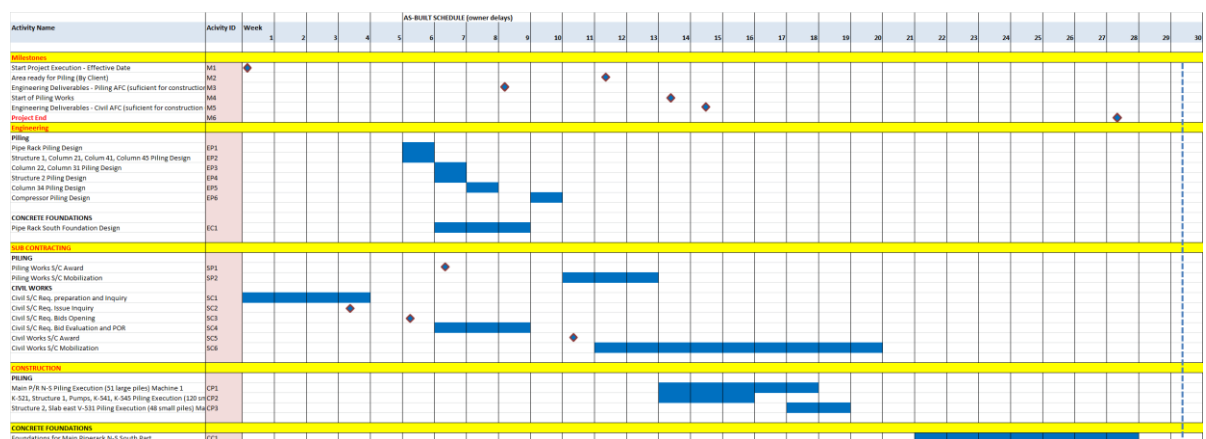 AS-BUILT SCHEDULE (owner delays)
Activity Name Acivity ID Week
1 2 3 4 5 6 7 8 9 10 11 12 13 14 15 16 17 18 19 20 21 22 23 24 25 26 27 28 29 30
Milestones
Start Project Execution - Effective Date M1
Area ready for Piling (By Client) M2
Engineering Deliverables - Piling AFC (suficient for construction M3
Start of Piling Works M4
Engineering Deliverables - Civil AFC (suficient for construction M5
Project End M6
Engineering
Piling
Pipe Rack Piling Design EP1
Structure 1, Column 21, Colum 41, Column 45 Piling Design EP2
Column 22, Column 31 Piling Design EP3
Structure 2 Piling Design EP4
Column 34 Piling Design EP5
Compressor Piling Design EP6
CONCRETE FOUNDATIONS
Pipe Rack South Foundation Design EC1
SUB CONTRACTING
PILING
Piling Works S/C Award SP1
Piling Works S/C Mobilization SP2
CIVIL WORKS
Civil S/C Req. preparation and Inquiry SC1
Civil S/C Req. Issue Inquiry SC2
Civil S/C Req. Bids Opening SC3
Civil S/C Req. Bid Evaluation and POR SC4
Civil Works S/C Award SC5
Civil Works S/C Mobilization SC6
CONSTRUCTION
PILING
Main P/R N-S Piling Execution (51 large piles) Machine 1 CP1
K-521, Structure 1, Pumps, K-541, K-545 Piling Execution (120 sn CP2
Structure 2, Slab east V-531 Piling Execution (48 small piles) Ma CP3
CONCRETE FOUNDATIONS
Foundations for Main Piperack N-S South Part CC1